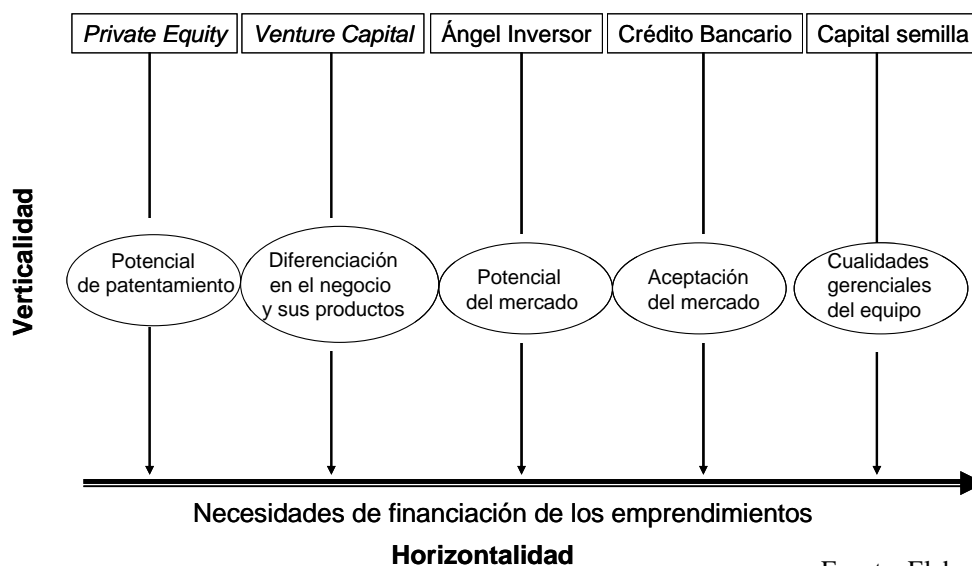 Private Equity
Venture Capital
Ángel Inversor
Crédito Bancario
Capital semilla
Verticalidad
Potencial
de patentamiento
Diferenciación
en el negocio
y sus productos
Potencial
del mercado
Aceptación
del mercado
Cualidades
gerenciales
del equipo
Necesidades de financiación de los emprendimientos
Horizontalidad